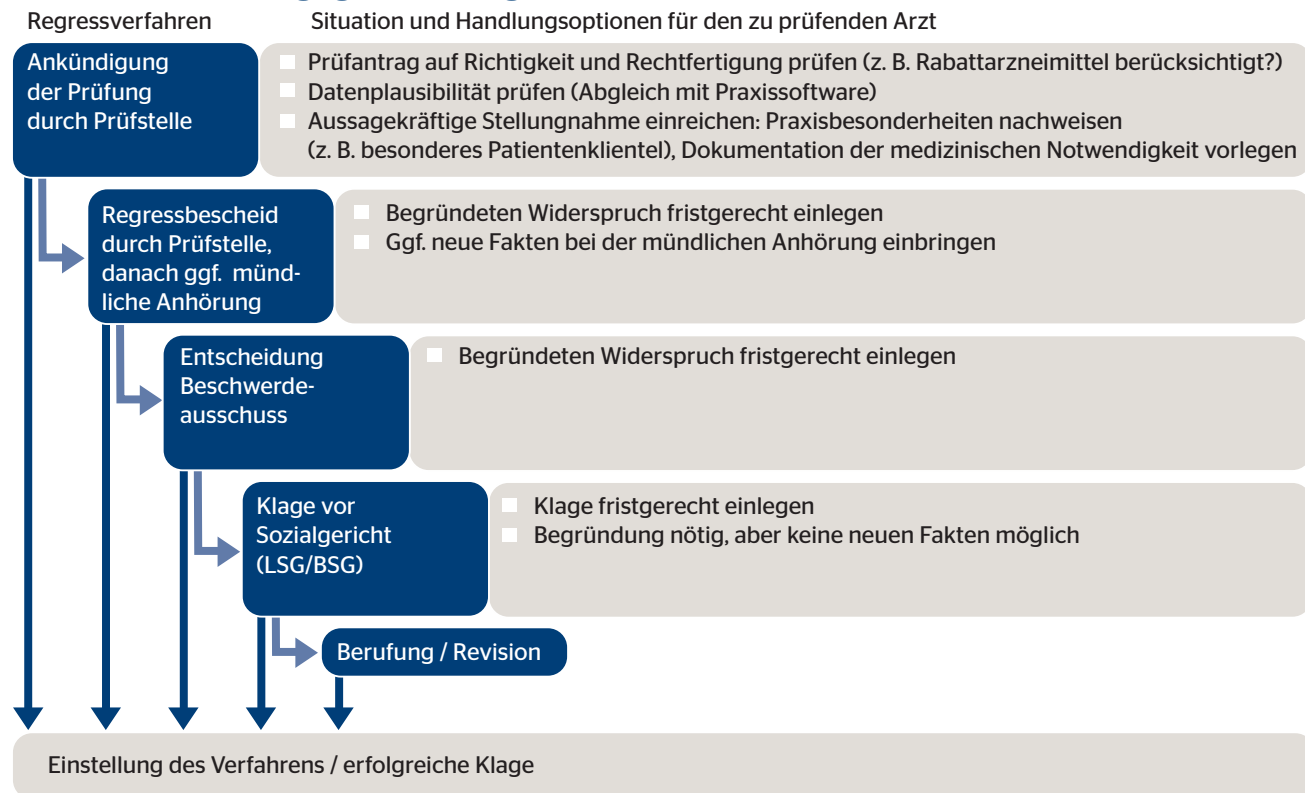 Regressverfahren
Situation und Handlungsoptionen für den zu prüfenden Arzt
Ankündigung
der Prüfung
durch Prüfstelle
Prüfantrag auf Richtigkeit und Rechtfertigung prüfen (z. B. Rabattarzneimittel berücksichtigt?)
Datenplausibilität prüfen (Abgleich mit Praxissoftware)
Aussagekräftige Stellungnahme einreichen: Praxisbesonderheiten nachweisen
(z. B. besonderes Patientenklientel), Dokumentation der medizinischen Notwendigkeit vorlegen
Regressbescheid
durch Prüfstelle,
danach ggf. münd-
liche Anhörung
Begründeten Widerspruch fristgerecht einlegen
Ggf. neue Fakten bei der mündlichen Anhörung einbringen
Entscheidung
Beschwerde-
ausschuss
Begründeten Widerspruch fristgerecht einlegen
Klage vor
Sozialgericht
(LSG/BSG)
Klage fristgerecht einlegen
Begründung nötig, aber keine neuen Fakten möglich
Berufung / Revision
Einstellung des Verfahrens / erfolgreiche Klage